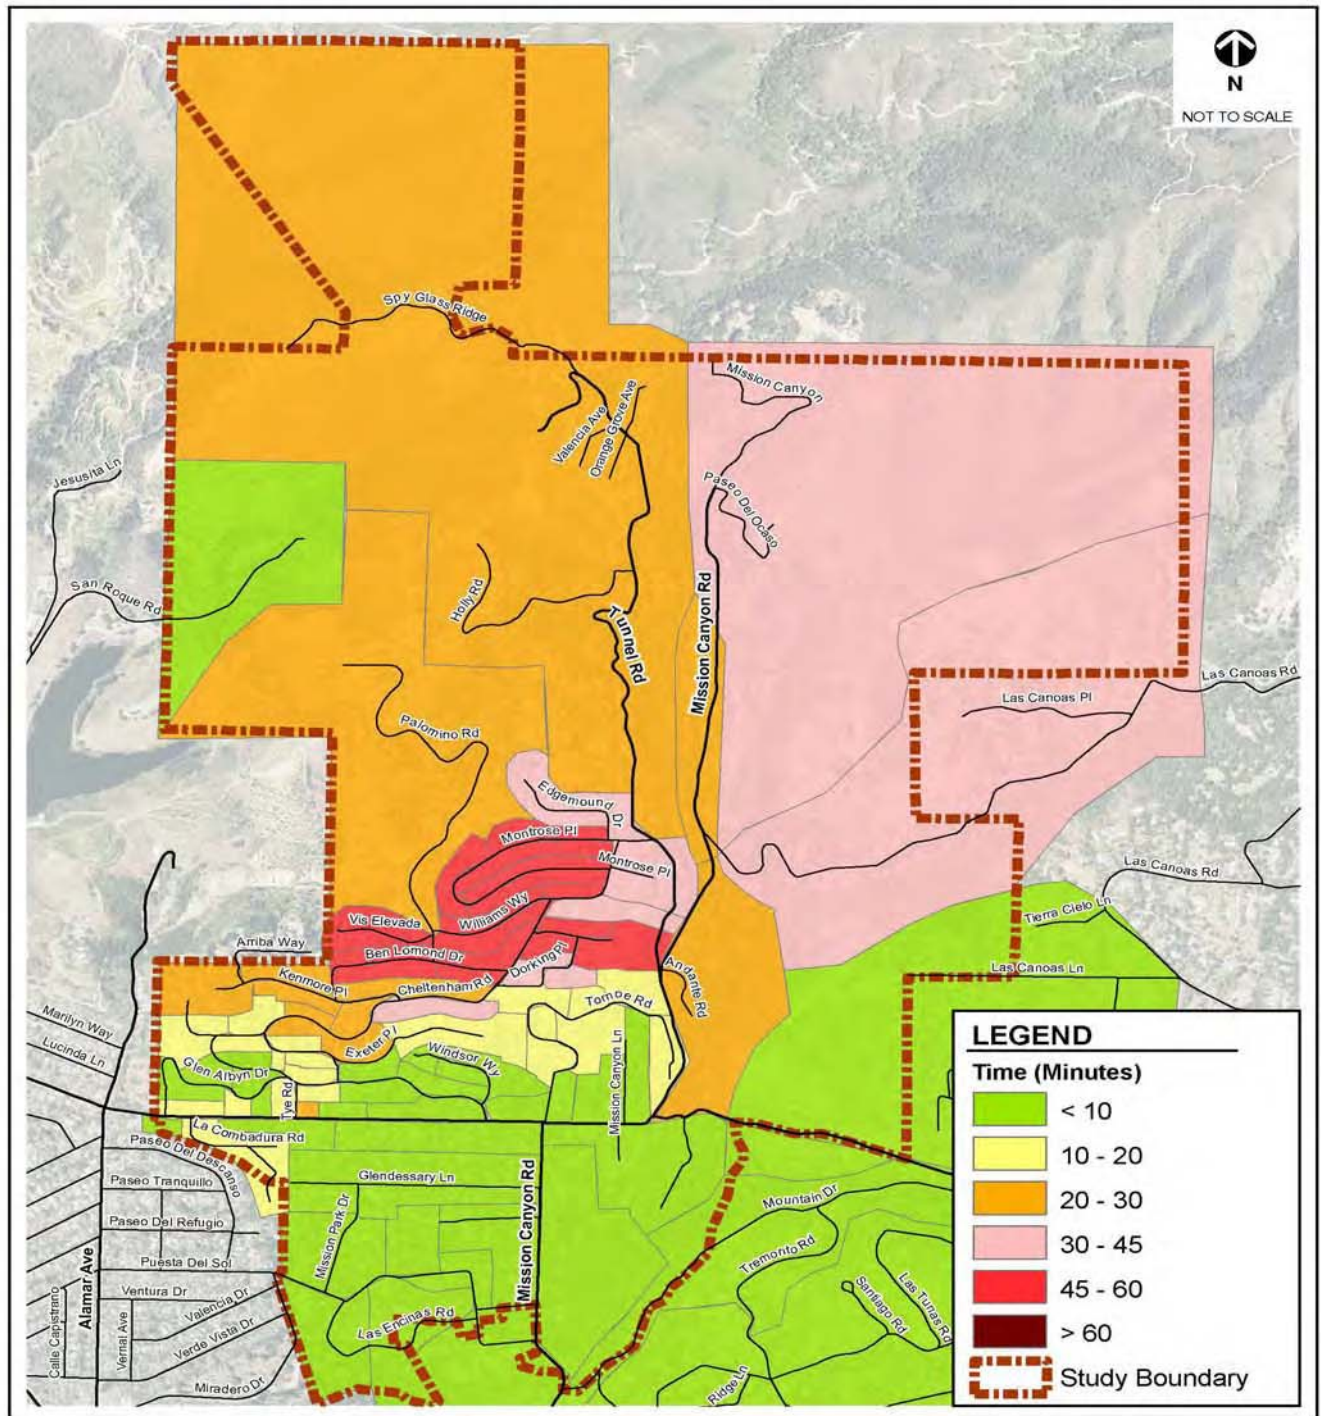 N
NOT TO SCALE
Spy Glass Ridge
Mission Canyon
Valencia Ave
Orange Grove Ave
Jesusita Ln
Paseo Del Ocaso
San Roque Rd
Holly Rd
Tunnel Rd
Mission Canyon Rd
Las Canoas Rd
Las Canoas Pl
Palomino Rd
Edgemound Dr
Montrose Pl
Montrose Pl
Las Canoas Rd
Williams Wy
Vis Elevada
Tierra Cielo Ln
Arriba Way
Ben Lomond Dr
Dorking Pl
Las Canoas Ln
Kenmore Pl
Cheltenham Rd
Andante Rd
Tombe Rd
Marilyn Way
Lucinda Ln
Exeter Pl
Windsor Wy
Glen Albyn Dr
Tye Rd
Mission Canyon Ln
La Combadura Rd
Paseo Del Descanso
Paseo Tranquillo
Glendessary Ln
Mission Park Dr
Mission Canyon Rd
Mountain Dr
Paseo Del Refugio
Puesta Del Sol
Tremonto Rd
Alamar Ave
Ventura Dr
Valencia Dr
Calle Capistrano
Vernal Ave
Verde Vista Dr
Las Encinas Rd
Santiago Rd
Las Tunas Rd
Miradero Dr
Ridge Ln
LEGEND
Time (Minutes)
< 10
10 - 20
20 - 30
30 - 45
45 - 60
> 60
Study Boundary